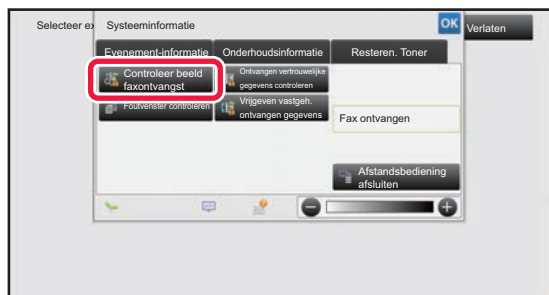 Selecteer ex
Systeeminformatie
OK
Verlaten
Evenement-informatie
Onderhoudsinformatie
Resteren. Toner
Controleer beeld
faxontvangst
Ontvangen vertrouwelijke
gegevens controleren
Foutvenster controleren
Vrijgeven vastgeh.
ontvangen gegevens
Fax ontvangen
Afstandsbediening
afsluiten